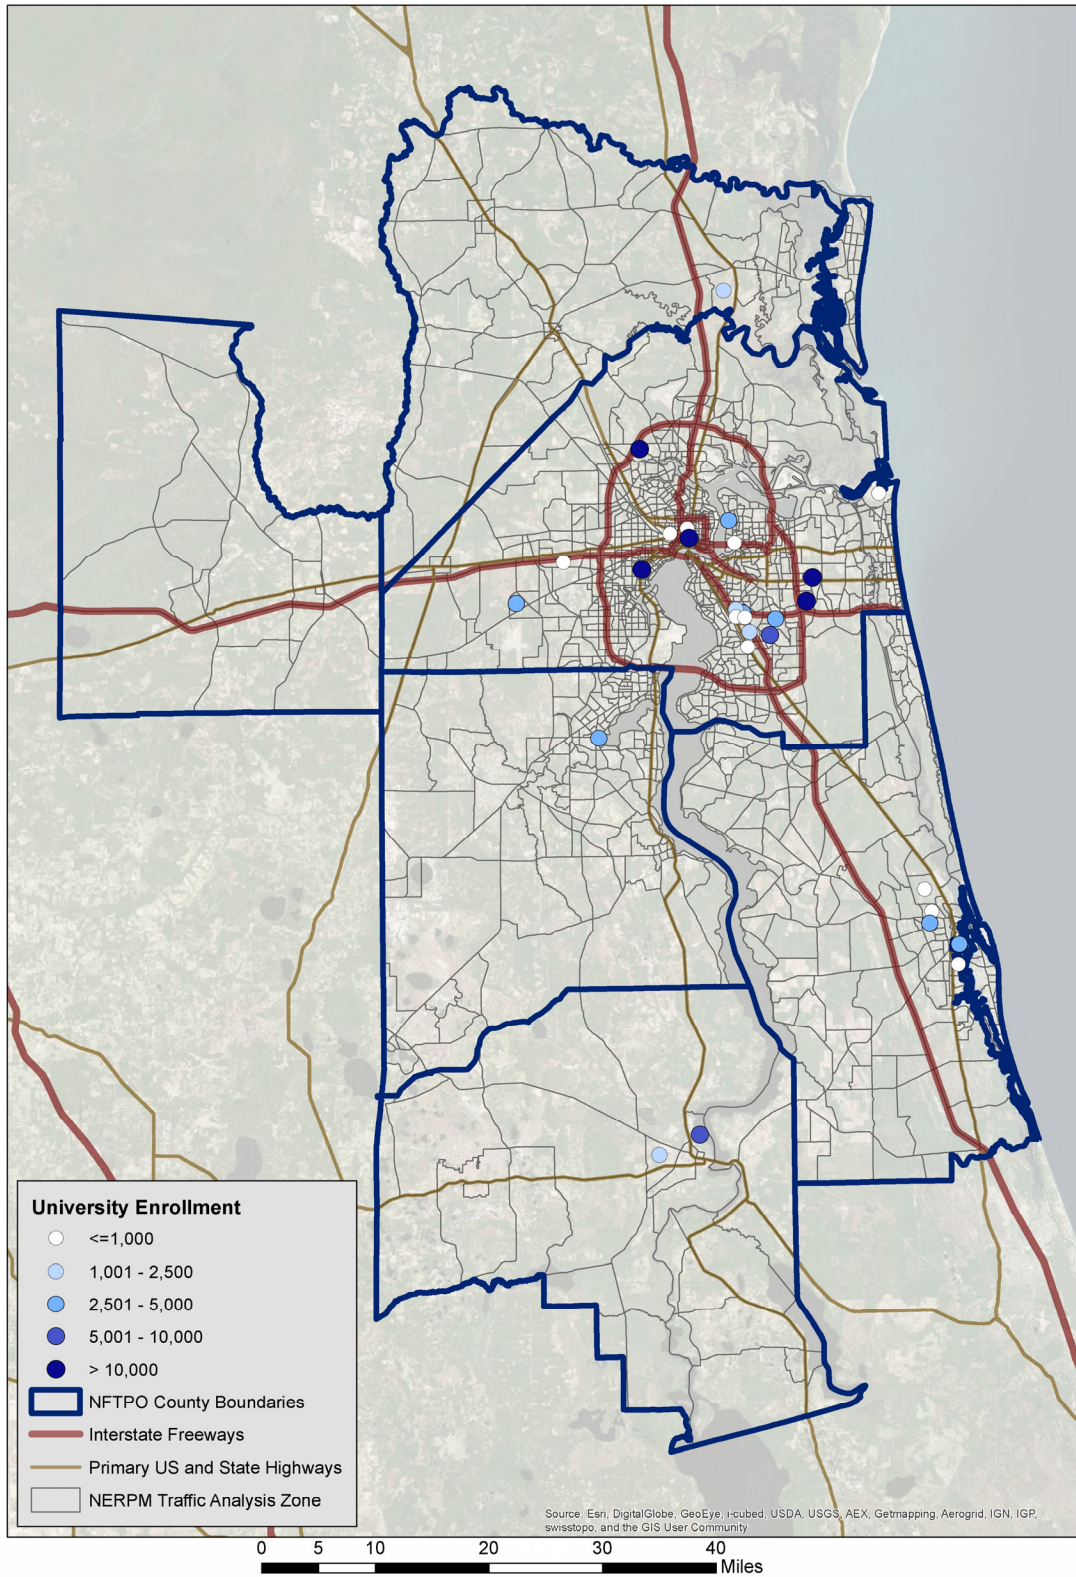 University Enrollment
<=1,000
1,001 - 2,500
2,501 - 5,000
5,001 - 10,000
> 10,000
NFTPO County Boundaries
Interstate Freeways
Primary US and State Highways
NERPM Traffic Analysis Zone
Source: Esri, DigitalGlobe, GeoEye, i-cubed, USDA, USGS, AEX, Getmapping, Aerogrid, IGN, IGP,
swisstopo, and the GIS User Community
0 5 10 20 30 40
Miles